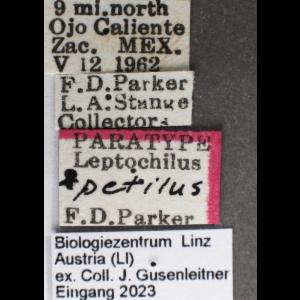 9 mi.north
Ojo Caliente
Zac. MEX.
V 12 1962
F.D.Parker
L.A.Stange
Collectors
PARATYPE
Leptochilus
petilus
F.D.Parker
Biologiezentrum Linz
Austria (LI)
ex. Coll. J. Gusenleitner
Eingang 2023